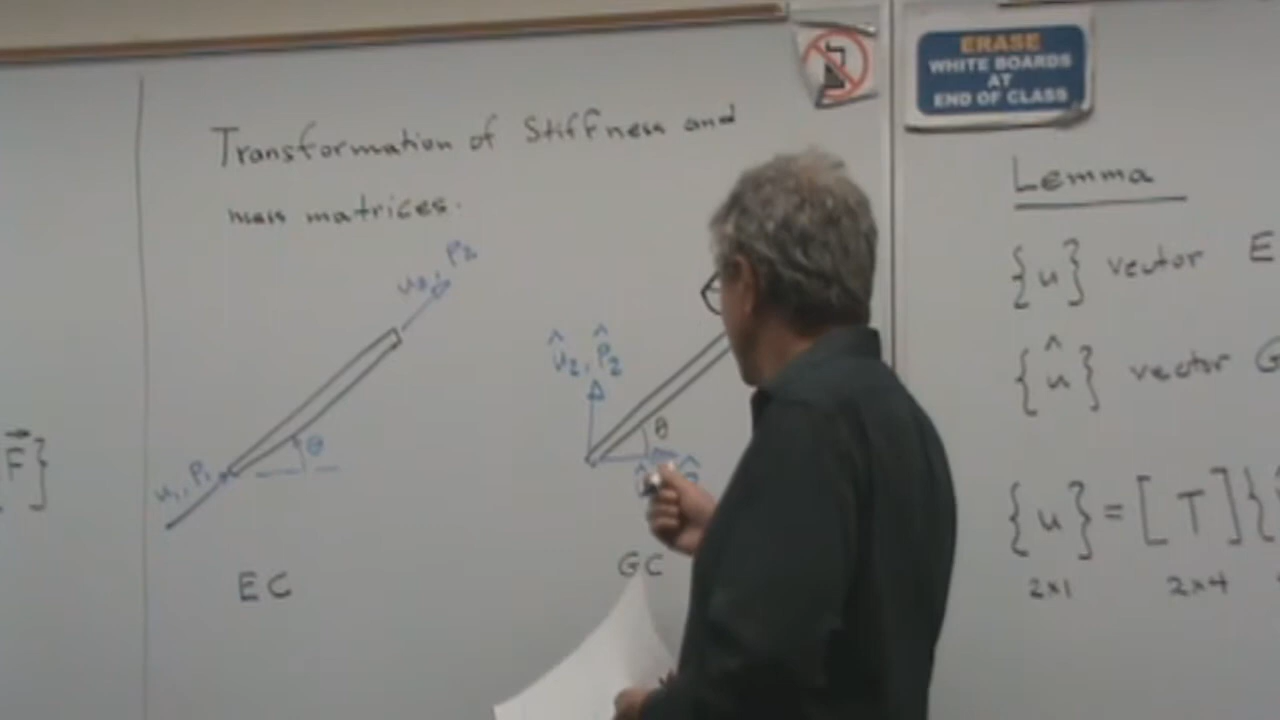 ERASE
WHITE BOARDS
AT
END OF CLASS
Transformation of Stiffness and
mass matrices.
Lemma
{u} vector E
{û} vector G
{u} = [T]{
2x1 2x4
F⃗}
u₂, P₂
u₁, P₁
θ
EC
û₂, P̂₂
θ
GC